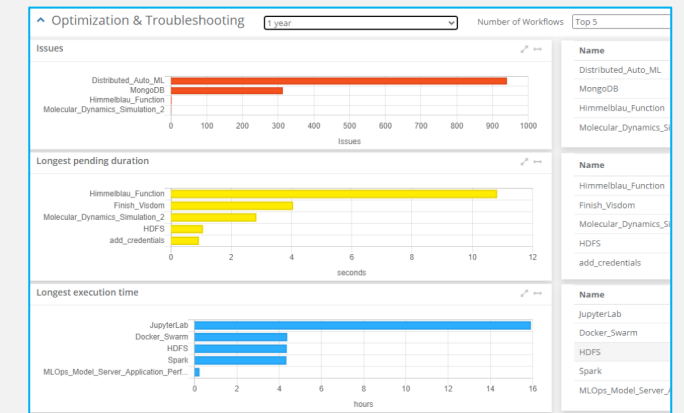 Optimization & Troubleshooting 1 year Number of Workflows Top 5
Issues
Distributed_Auto_ML
MongoDB
Himmelblau_Function
Molecular_Dynamics_Simulation_2
0 100 200 300 400 500 600 700 800 900 1000
Issues
Name
Distributed_Auto_ML
MongoDB
Himmelblau_Function
Molecular_Dynamics_Si
Longest pending duration
Himmelblau_Function
Finish_Visdom
Molecular_Dynamics_Simulation_2
HDFS
add_credentials
0 2 4 6 8 10 12
seconds
Name
Himmelblau_Function
Finish_Visdom
Molecular_Dynamics_Si
HDFS
add_credentials
Longest execution time
JupyterLab
Docker_Swarm
HDFS
Spark
MLOps_Model_Server_Application_Perf...
0 2 4 6 8 10 12 14 16
hours
Name
JupyterLab
Docker_Swarm
HDFS
Spark
MLOps_Model_Server_A